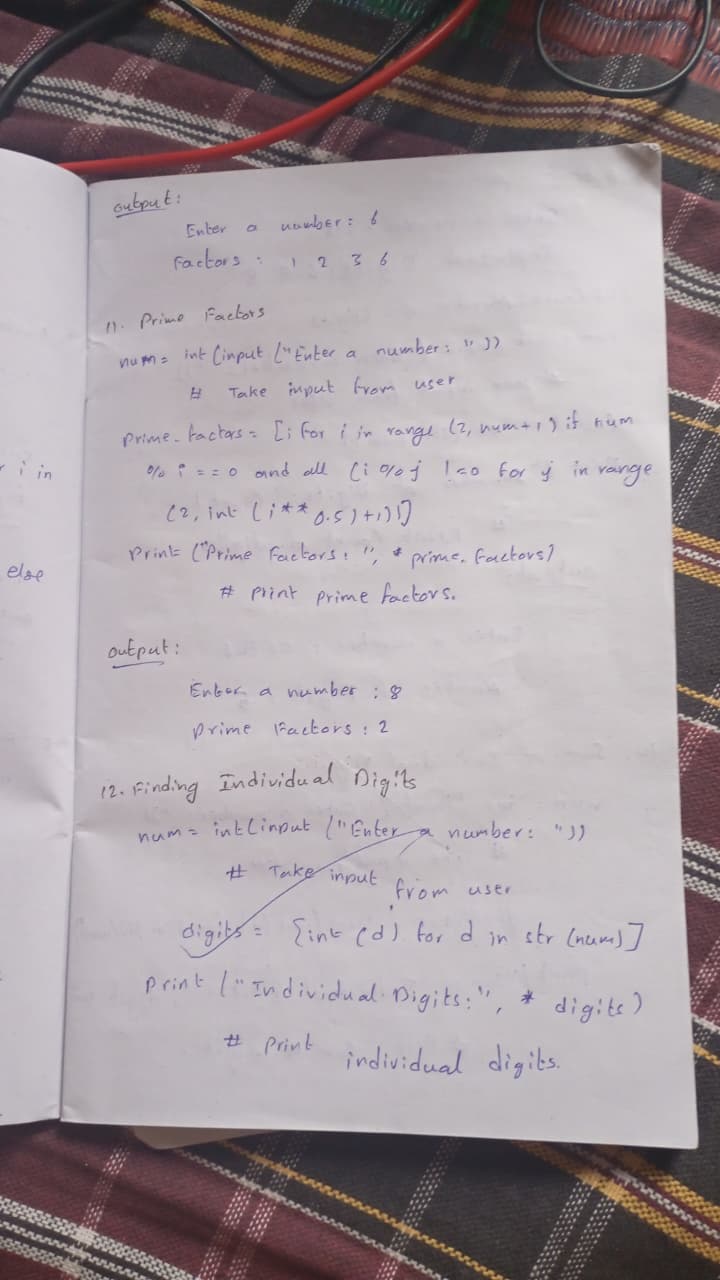 i in
else
output:
Enter a number: 6
Factors : 1 2 3 6
11. Prime Factors
num = int (input ("Enter a number: "))
# Take input from user
Prime-factors = [i for i in range (2, num+1) if num
% i == 0 and all (i % j != 0 for j in range
(2, int (i ** 0.5)+1))]
Print ("Prime Factors: ", * prime. Factors)
# Print prime factors.
output:
Enter a number : 8
Prime Factors : 2
12. Finding Individual Digits
num = int(input ("Enter a number: "))
# Take input from user
digits = [int (d) for d in str (num)]
Print ("Individual Digits:", * digits)
# Print individual digits.